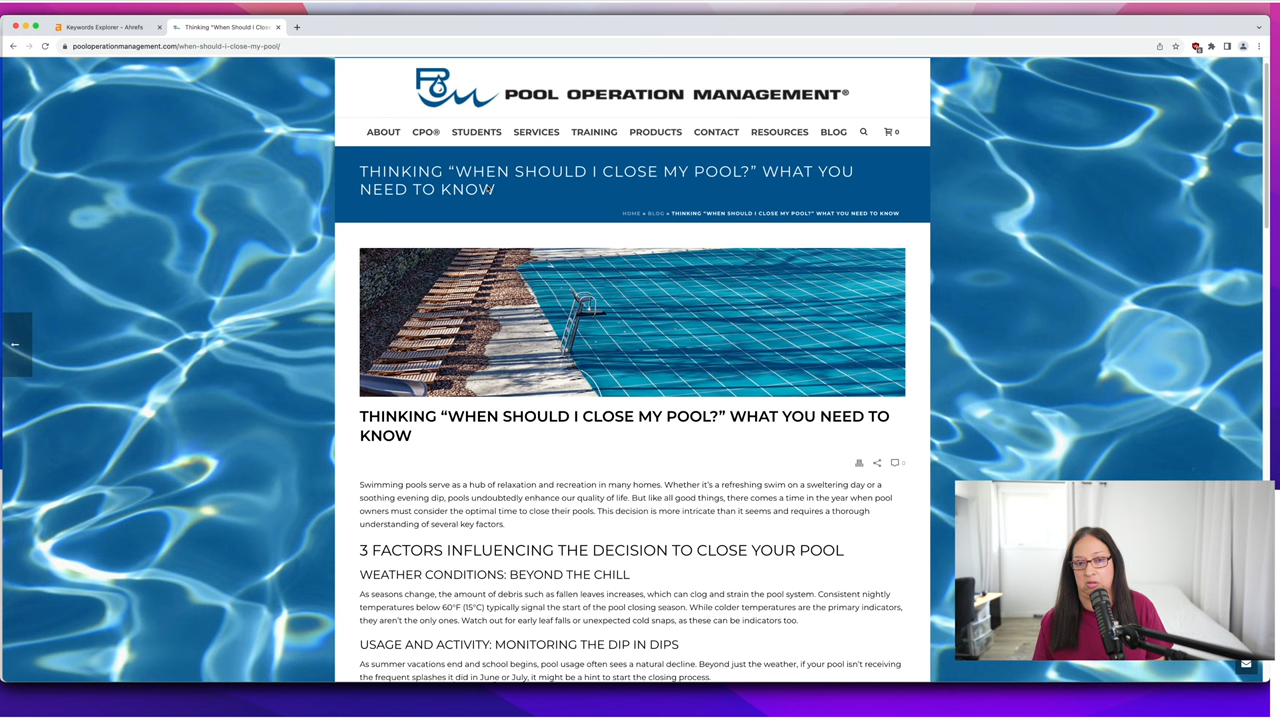 Keywords Explorer - Ahrefs
Thinking "When Should I Clos
pooloperationmanagement.com/when-should-i-close-my-pool/
POOL OPERATION MANAGEMENT®
ABOUT CPO® STUDENTS SERVICES TRAINING PRODUCTS CONTACT RESOURCES BLOG 0
THINKING “WHEN SHOULD I CLOSE MY POOL?” WHAT YOU
NEED TO KNOW
HOME » BLOG » THINKING “WHEN SHOULD I CLOSE MY POOL?” WHAT YOU NEED TO KNOW
THINKING “WHEN SHOULD I CLOSE MY POOL?” WHAT YOU NEED TO
KNOW
0
Swimming pools serve as a hub of relaxation and recreation in many homes. Whether it’s a refreshing swim on a sweltering day or a
soothing evening dip, pools undoubtedly enhance our quality of life. But like all good things, there comes a time in the year when pool
owners must consider the optimal time to close their pools. This decision is more intricate than it seems and requires a thorough
understanding of several key factors.
3 FACTORS INFLUENCING THE DECISION TO CLOSE YOUR POOL
WEATHER CONDITIONS: BEYOND THE CHILL
As seasons change, the amount of debris such as fallen leaves increases, which can clog and strain the pool system. Consistent nightly
temperatures below 60°F (15°C) typically signal the start of the pool closing season. While colder temperatures are the primary indicators,
they aren’t the only ones. Watch out for early leaf falls or unexpected cold snaps, as these can be indicators too.
USAGE AND ACTIVITY: MONITORING THE DIP IN DIPS
As summer vacations end and school begins, pool usage often sees a natural decline. Beyond just the weather, if your pool isn’t receiving
the frequent splashes it did in June or July, it might be a hint to start the closing process.